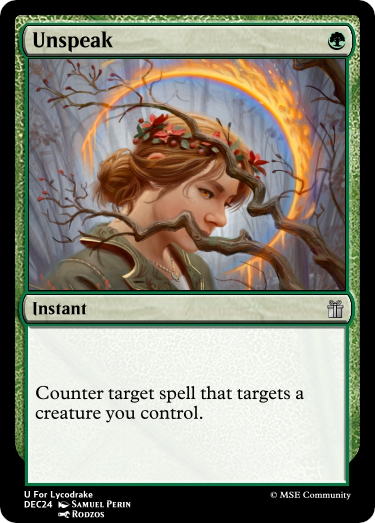 Unspeak
Instant
Counter target spell that targets a
creature you control.
U For Lycodrake
DEC24 Samuel Perin
Rodzos
© MSE Community